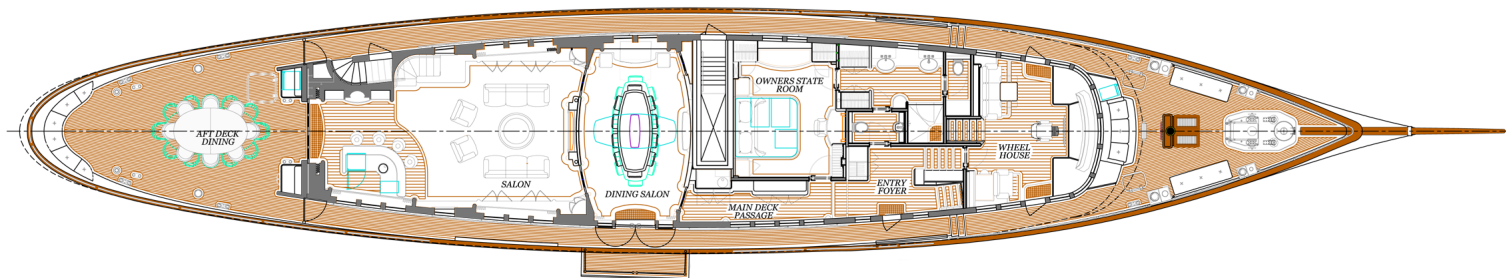 AFT DECK
DINING
SALON
DINING SALON
OWNERS STATE
ROOM
MAIN DECK
PASSAGE
ENTRY
FOYER
WHEEL
HOUSE